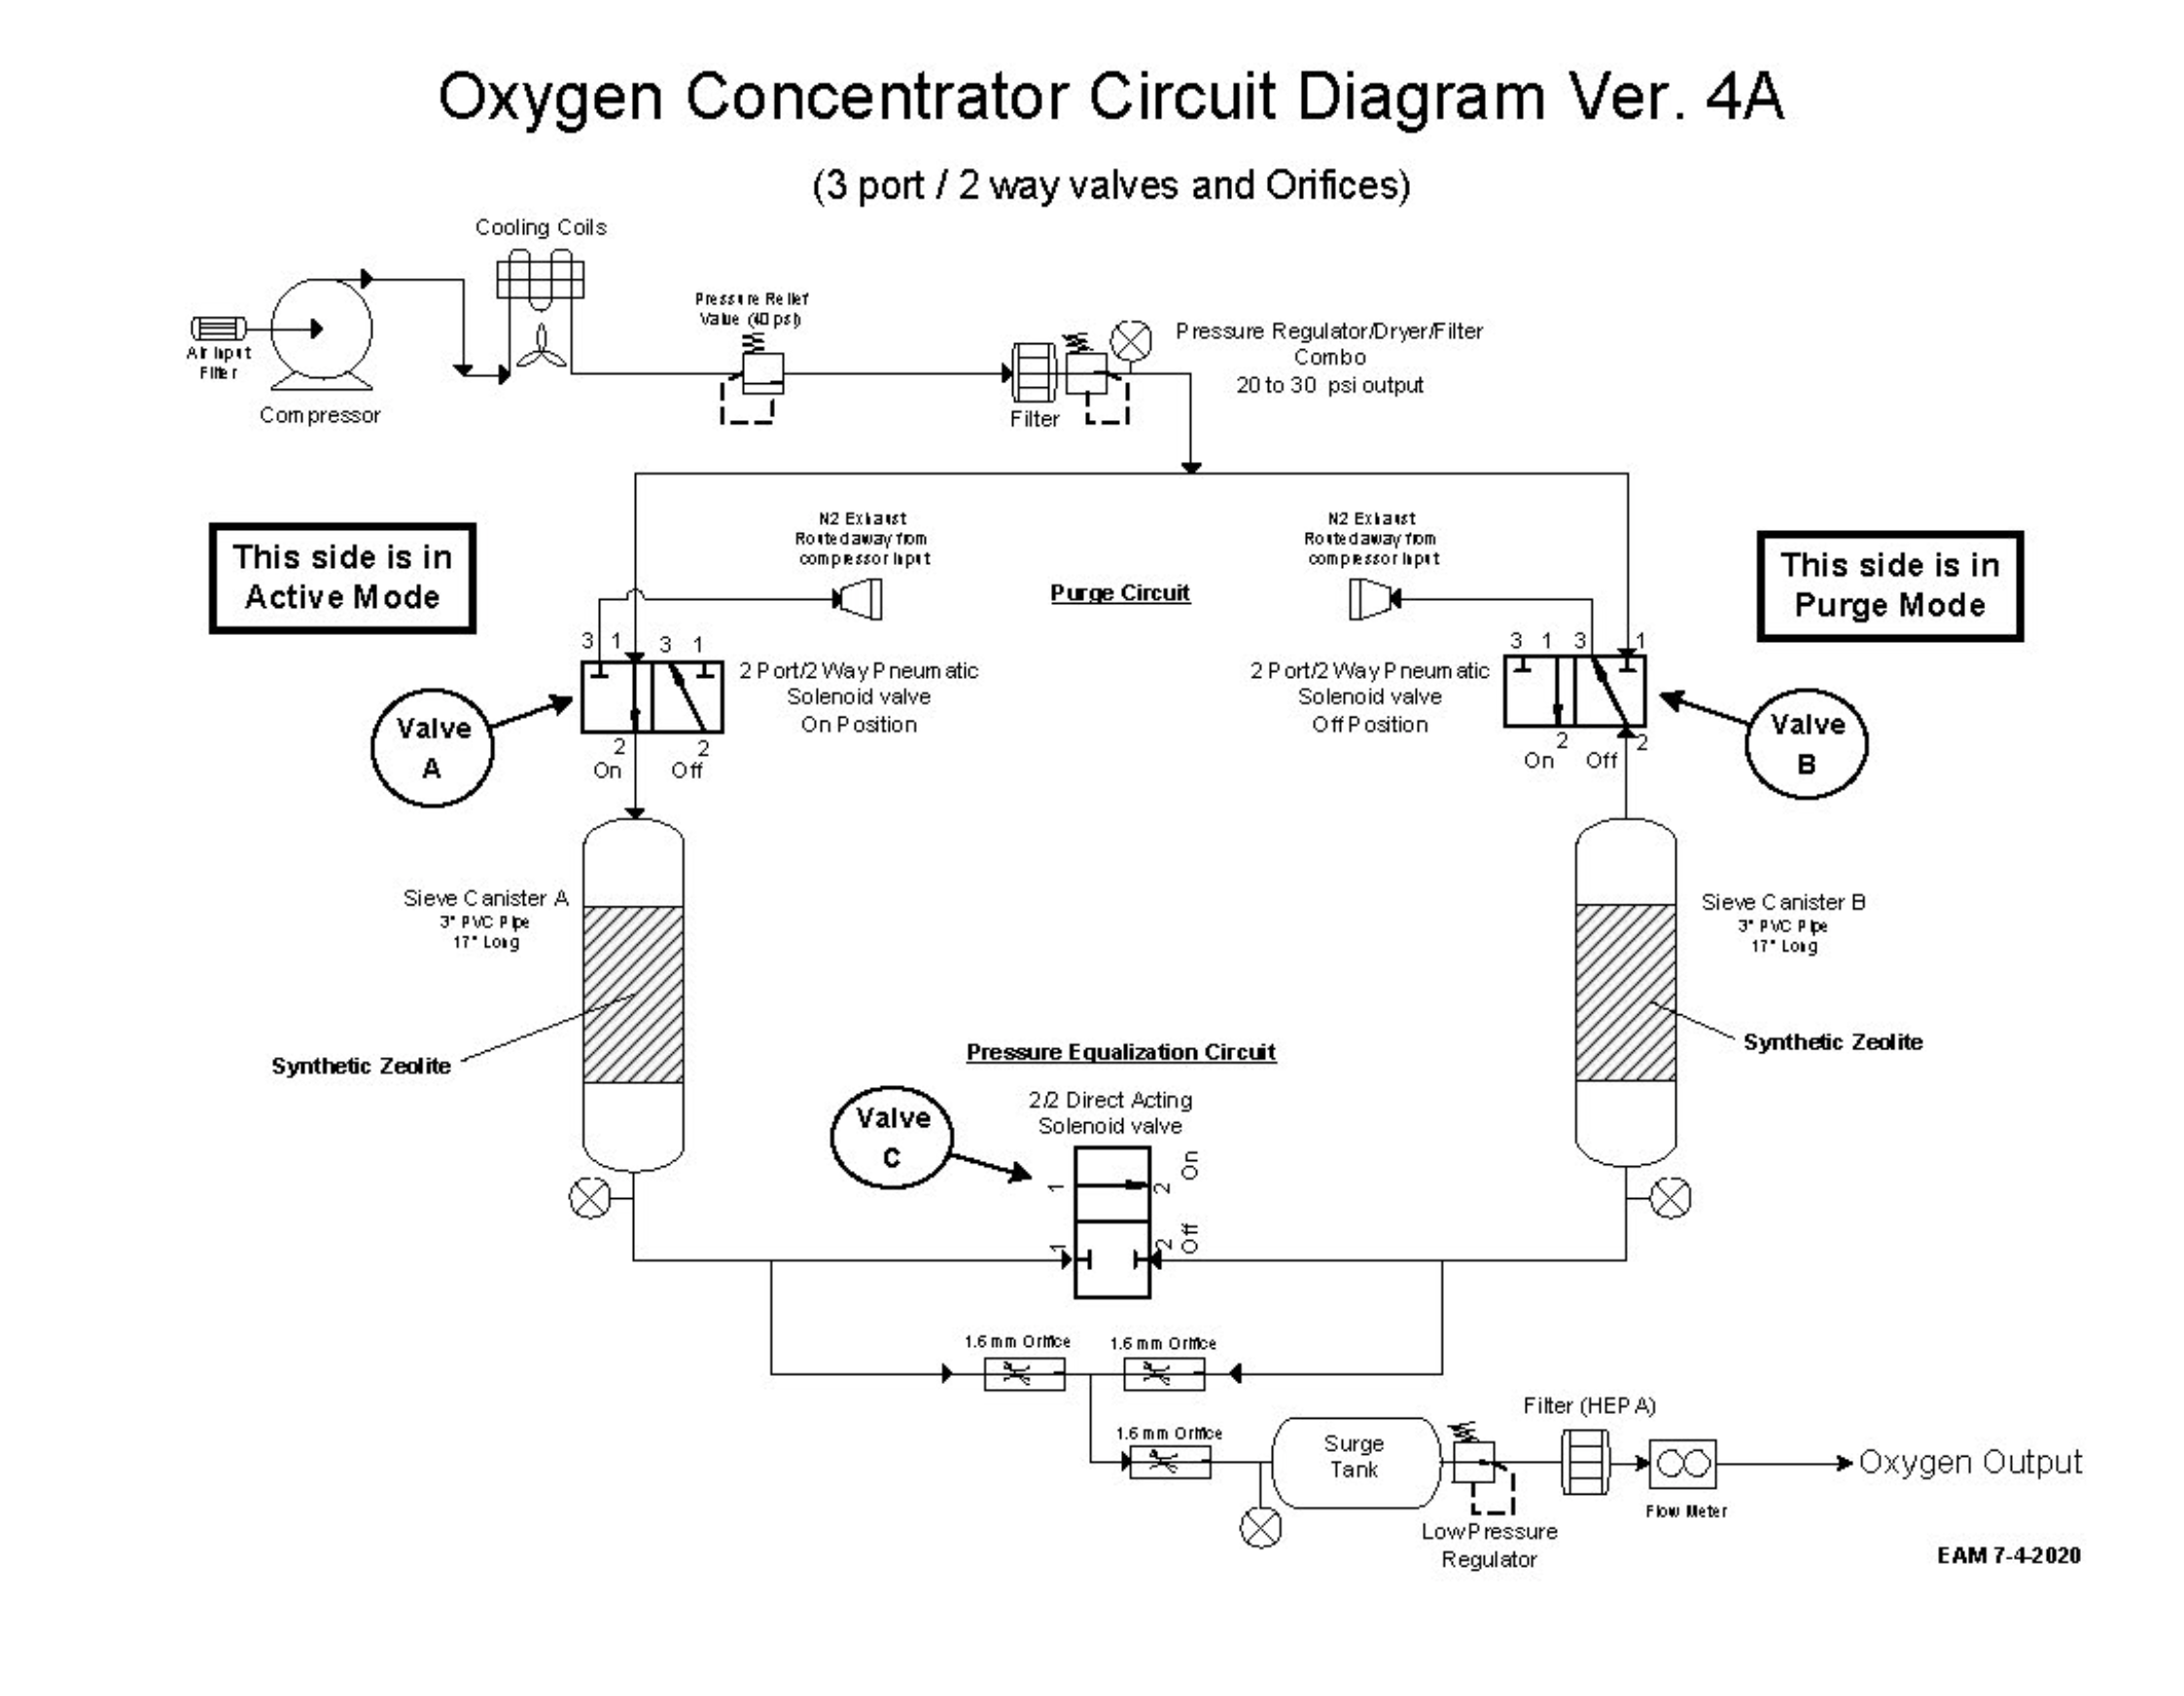 Oxygen Concentrator Circuit Diagram Ver. 4A
(3 port / 2 way valves and Orifices)
Cooling Coils
Pressure Relief
Value (40 psi)
Air Input
Filter
Compressor
Filter
Pressure Regulator/Dryer/Filter
Combo
20 to 30 psi output
This side is in
Active Mode
N2 Exhaust
Routed away from
compressor Input
Purge Circuit
N2 Exhaust
Routed away from
compressor Input
This side is in
Purge Mode
3 1 3 1
2 Port/2 Way Pneumatic
Solenoid valve
On Position
Valve
A
2 2
On Off
3 1 3 1
2 Port/2 Way Pneumatic
Solenoid valve
Off Position
Valve
B
2 2
On Off
Sieve Canister A
3" PVC Pipe
17" Long
Synthetic Zeolite
Sieve Canister B
3" PVC Pipe
17" Long
Synthetic Zeolite
Pressure Equalization Circuit
2/2 Direct Acting
Solenoid valve
Valve
C
1 2 On
1 2 Off
1.6 mm Orifice
1.6 mm Orifice
1.6 mm Orifice
Surge
Tank
Low Pressure
Regulator
Filter (HEPA)
Flow Meter
Oxygen Output
EAM 7-4-2020